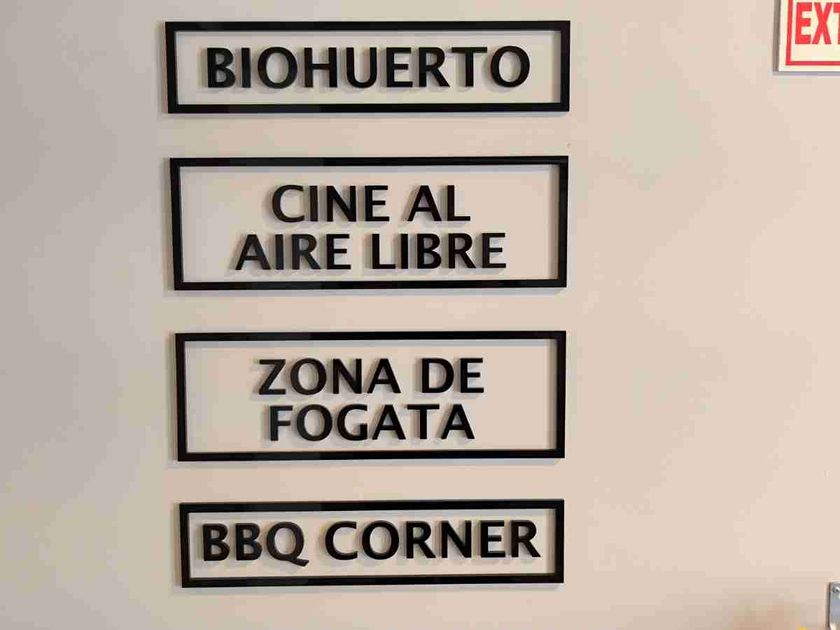 BIOHUERTO
CINE AL
AIRE LIBRE
ZONA DE
FOGATA
BBQ CORNER